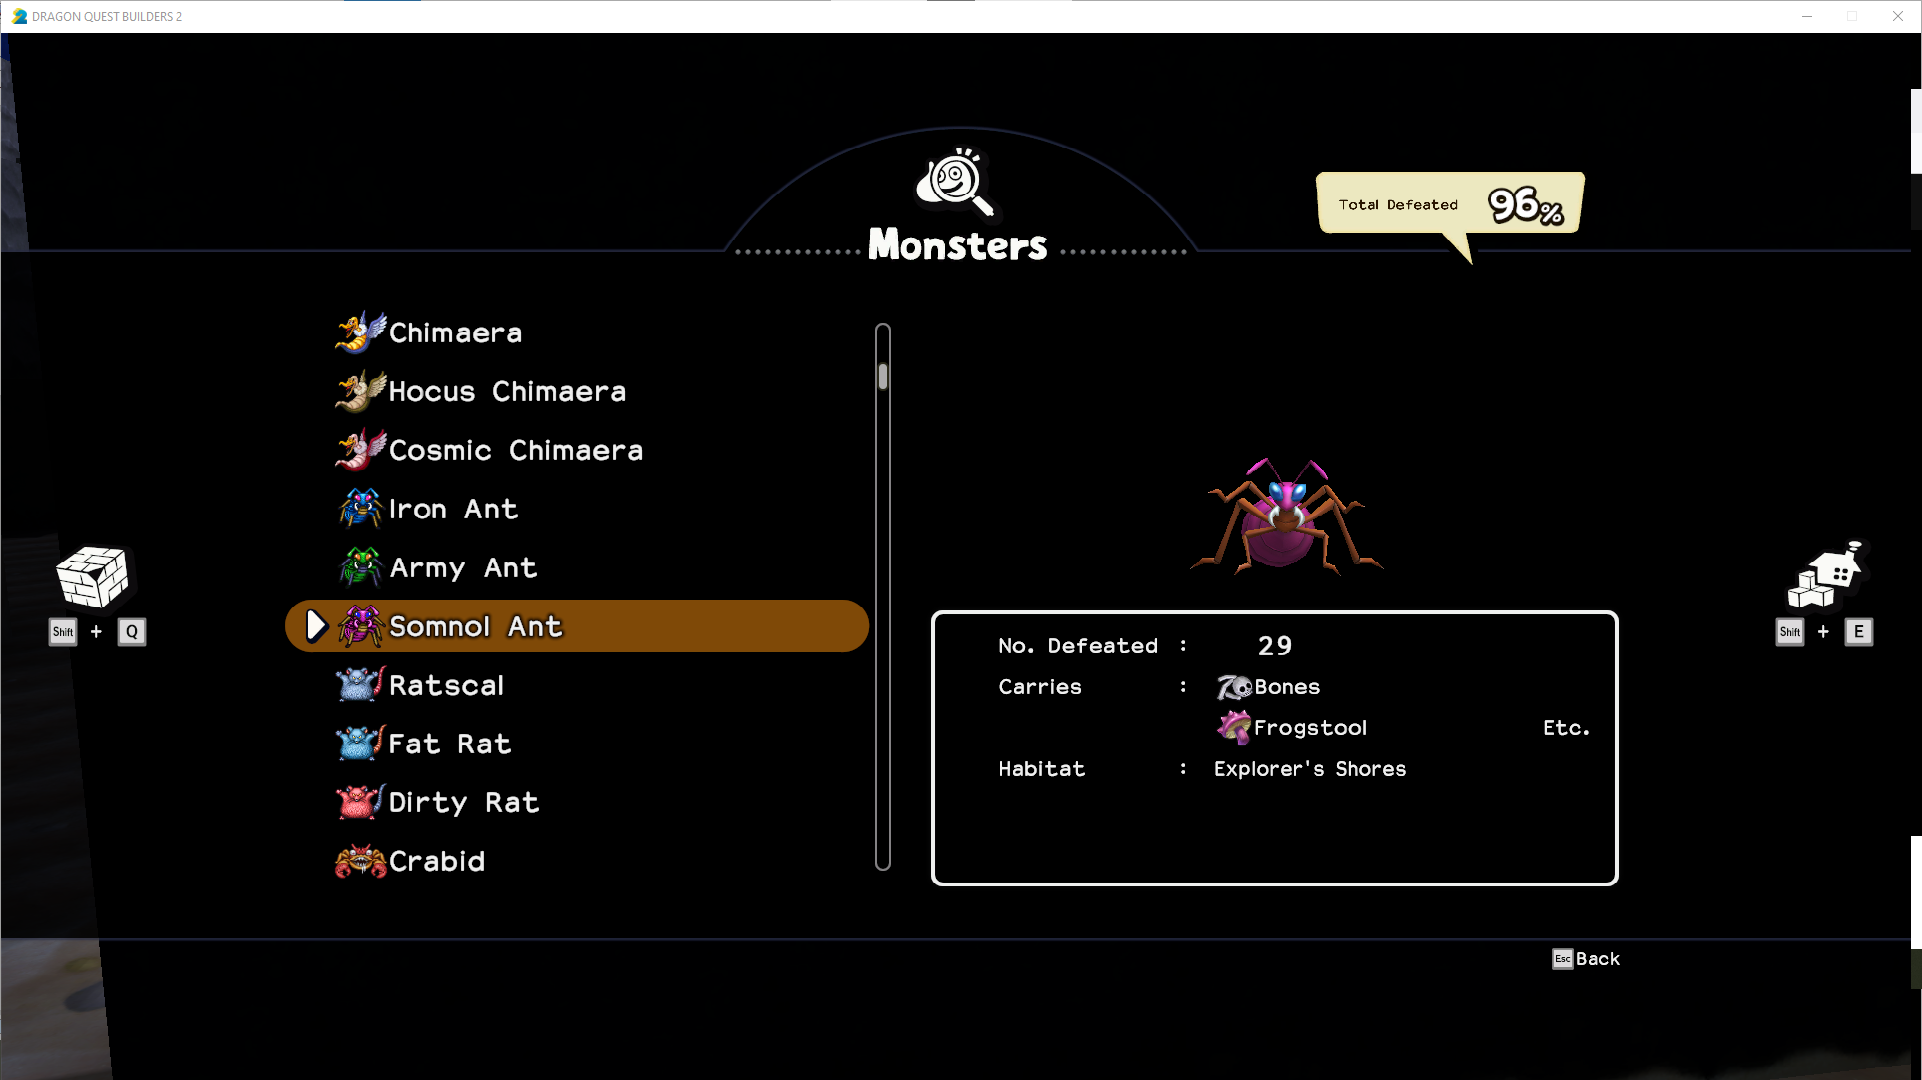 DRAGON QUEST BUILDERS 2
Total Defeated 96%
Monsters
Chimaera
Hocus Chimaera
Cosmic Chimaera
Iron Ant
Army Ant
Somnol Ant
Ratscal
Fat Rat
Dirty Rat
Crabid
Shift + Q
Shift + E
No. Defeated : 29
Carries : Bones
Frogstool Etc.
Habitat : Explorer's Shores
Esc Back